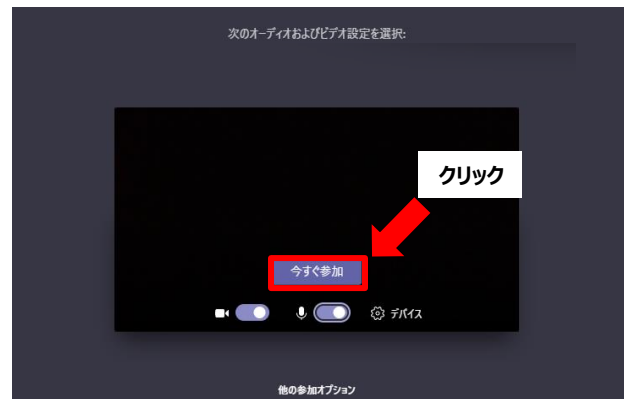 次のオーディオおよびビデオ設定を選択:
クリック
今すぐ参加
デバイス
他の参加オプション